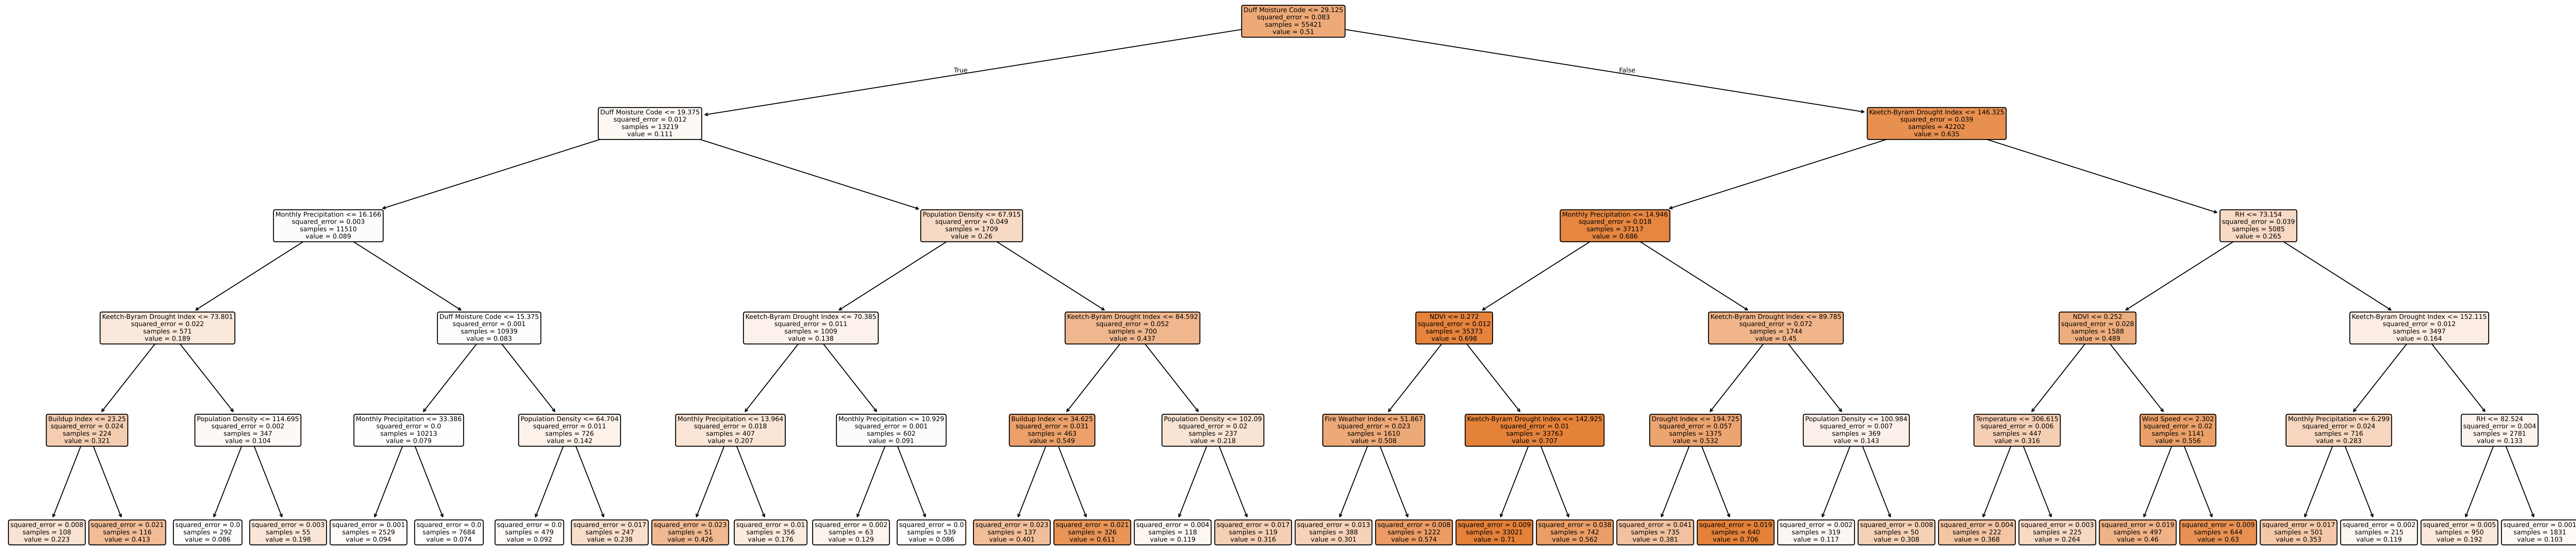 Duff Moisture Code <= 29.125
squared_error = 0.083
samples = 55421
value = 0.51
True
False
Duff Moisture Code <= 19.375
squared_error = 0.012
samples = 13219
value = 0.111
Keetch-Byram Drought Index <= 146.325
squared_error = 0.039
samples = 42202
value = 0.635
Monthly Precipitation <= 16.166
squared_error = 0.003
samples = 11510
value = 0.089
Population Density <= 67.915
squared_error = 0.049
samples = 1709
value = 0.26
Monthly Precipitation <= 14.946
squared_error = 0.018
samples = 37117
value = 0.686
RH <= 73.154
squared_error = 0.039
samples = 5085
value = 0.265
Keetch-Byram Drought Index <= 73.801
squared_error = 0.022
samples = 571
value = 0.189
Duff Moisture Code <= 15.375
squared_error = 0.001
samples = 10939
value = 0.083
Keetch-Byram Drought Index <= 70.385
squared_error = 0.011
samples = 1009
value = 0.138
Keetch-Byram Drought Index <= 84.592
squared_error = 0.052
samples = 700
value = 0.437
NDVI <= 0.272
squared_error = 0.012
samples = 35373
value = 0.698
Keetch-Byram Drought Index <= 89.785
squared_error = 0.072
samples = 1744
value = 0.45
NDVI <= 0.252
squared_error = 0.028
samples = 1588
value = 0.489
Keetch-Byram Drought Index <= 152.115
squared_error = 0.012
samples = 3497
value = 0.164
Buildup Index <= 23.25
squared_error = 0.024
samples = 224
value = 0.321
Population Density <= 114.695
squared_error = 0.002
samples = 347
value = 0.104
Monthly Precipitation <= 33.386
squared_error = 0.0
samples = 10213
value = 0.079
Population Density <= 64.704
squared_error = 0.011
samples = 726
value = 0.142
Monthly Precipitation <= 13.964
squared_error = 0.018
samples = 407
value = 0.207
Monthly Precipitation <= 10.929
squared_error = 0.001
samples = 602
value = 0.091
Buildup Index <= 34.625
squared_error = 0.031
samples = 463
value = 0.549
Population Density <= 102.09
squared_error = 0.02
samples = 237
value = 0.218
Fire Weather Index <= 51.867
squared_error = 0.023
samples = 1610
value = 0.508
Keetch-Byram Drought Index <= 142.925
squared_error = 0.01
samples = 33763
value = 0.707
Drought Index <= 194.725
squared_error = 0.057
samples = 1375
value = 0.532
Population Density <= 100.984
squared_error = 0.007
samples = 369
value = 0.143
Temperature <= 306.615
squared_error = 0.006
samples = 447
value = 0.316
Wind Speed <= 2.302
squared_error = 0.02
samples = 1141
value = 0.556
Monthly Precipitation <= 6.299
squared_error = 0.024
samples = 716
value = 0.283
RH <= 82.524
squared_error = 0.004
samples = 2781
value = 0.133
squared_error = 0.008
samples = 108
value = 0.223
squared_error = 0.021
samples = 116
value = 0.413
squared_error = 0.0
samples = 292
value = 0.086
squared_error = 0.003
samples = 55
value = 0.198
squared_error = 0.001
samples = 2529
value = 0.094
squared_error = 0.0
samples = 7684
value = 0.074
squared_error = 0.0
samples = 479
value = 0.092
squared_error = 0.017
samples = 247
value = 0.238
squared_error = 0.023
samples = 51
value = 0.426
squared_error = 0.01
samples = 356
value = 0.176
squared_error = 0.002
samples = 63
value = 0.129
squared_error = 0.0
samples = 539
value = 0.086
squared_error = 0.023
samples = 137
value = 0.401
squared_error = 0.021
samples = 326
value = 0.611
squared_error = 0.004
samples = 118
value = 0.119
squared_error = 0.017
samples = 119
value = 0.316
squared_error = 0.013
samples = 388
value = 0.301
squared_error = 0.008
samples = 1222
value = 0.574
squared_error = 0.009
samples = 33021
value = 0.71
squared_error = 0.038
samples = 742
value = 0.562
squared_error = 0.041
samples = 735
value = 0.381
squared_error = 0.019
samples = 640
value = 0.706
squared_error = 0.002
samples = 319
value = 0.117
squared_error = 0.008
samples = 50
value = 0.308
squared_error = 0.004
samples = 222
value = 0.368
squared_error = 0.003
samples = 225
value = 0.264
squared_error = 0.019
samples = 497
value = 0.46
squared_error = 0.009
samples = 644
value = 0.63
squared_error = 0.017
samples = 501
value = 0.353
squared_error = 0.002
samples = 215
value = 0.119
squared_error = 0.005
samples = 950
value = 0.192
squared_error = 0.001
samples = 1831
value = 0.103